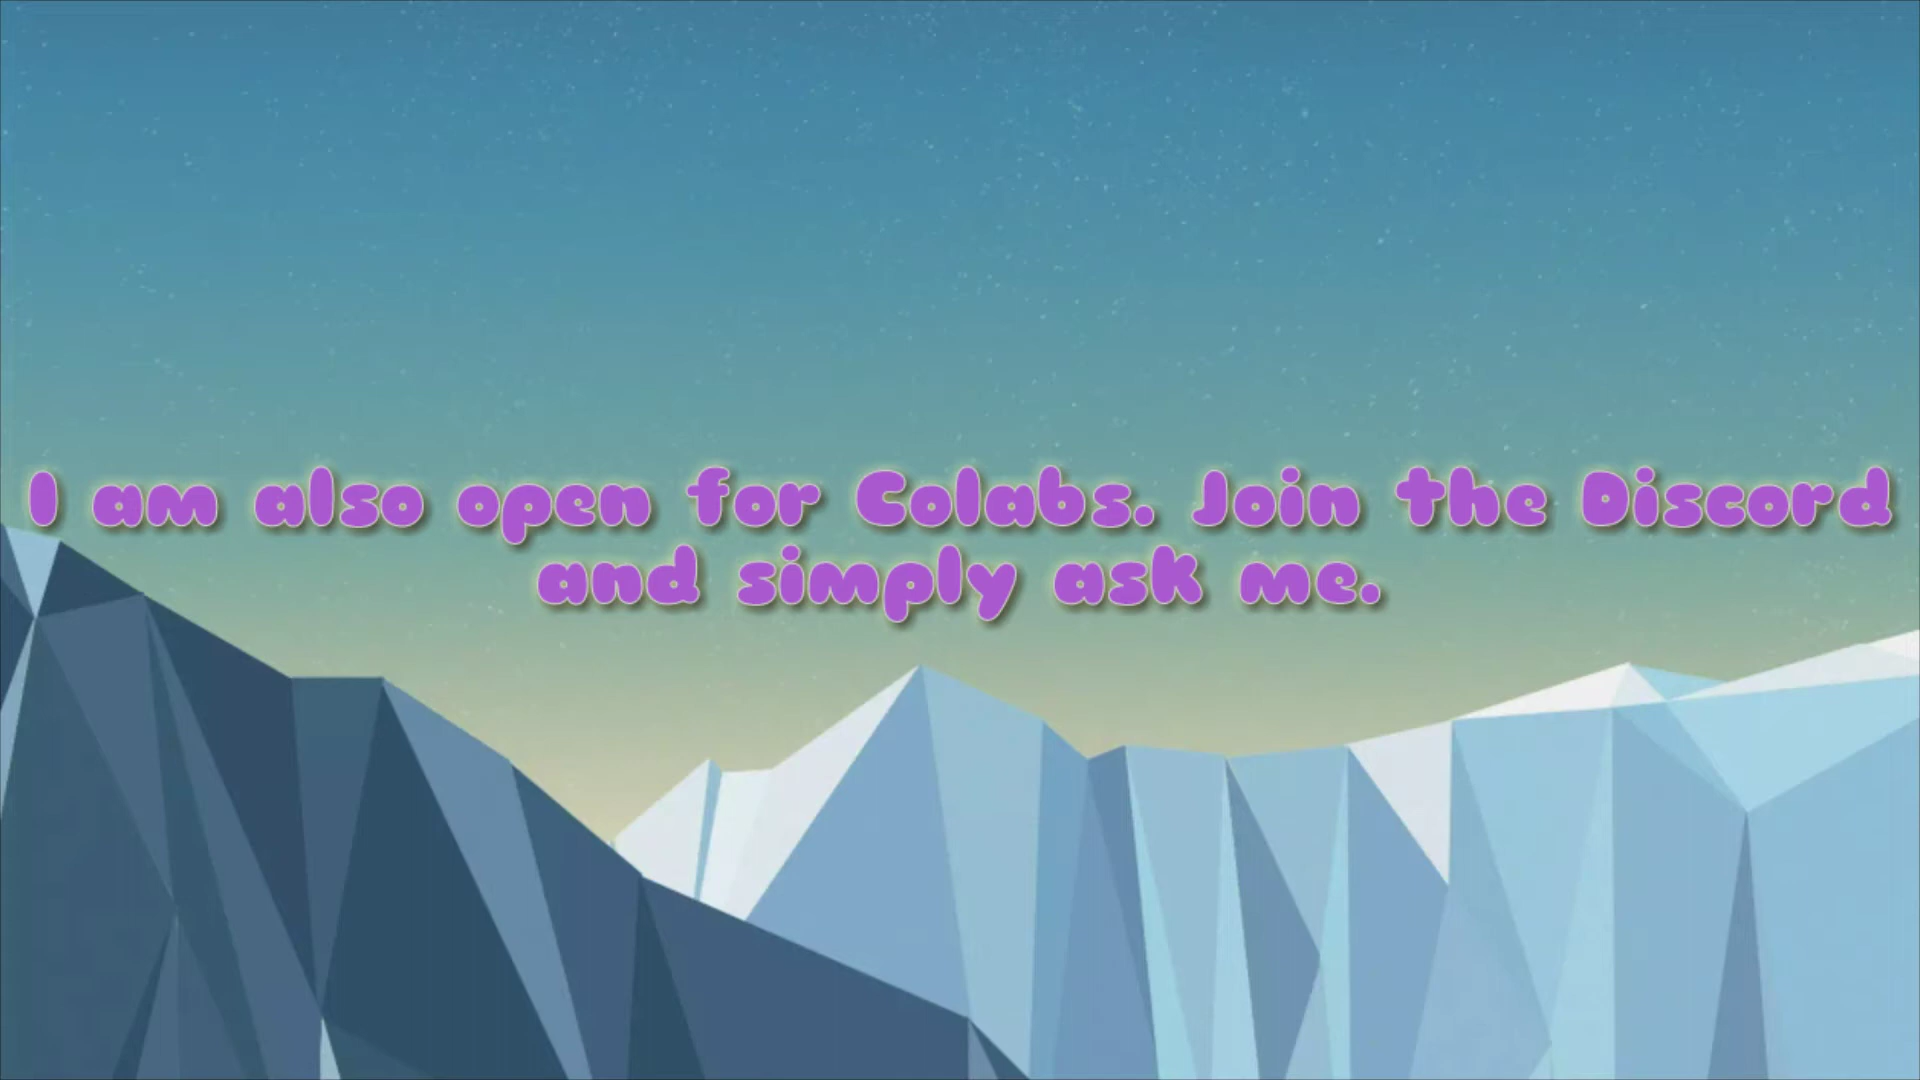 I am also open for Colabs. Join the Discord
and simply ask me.